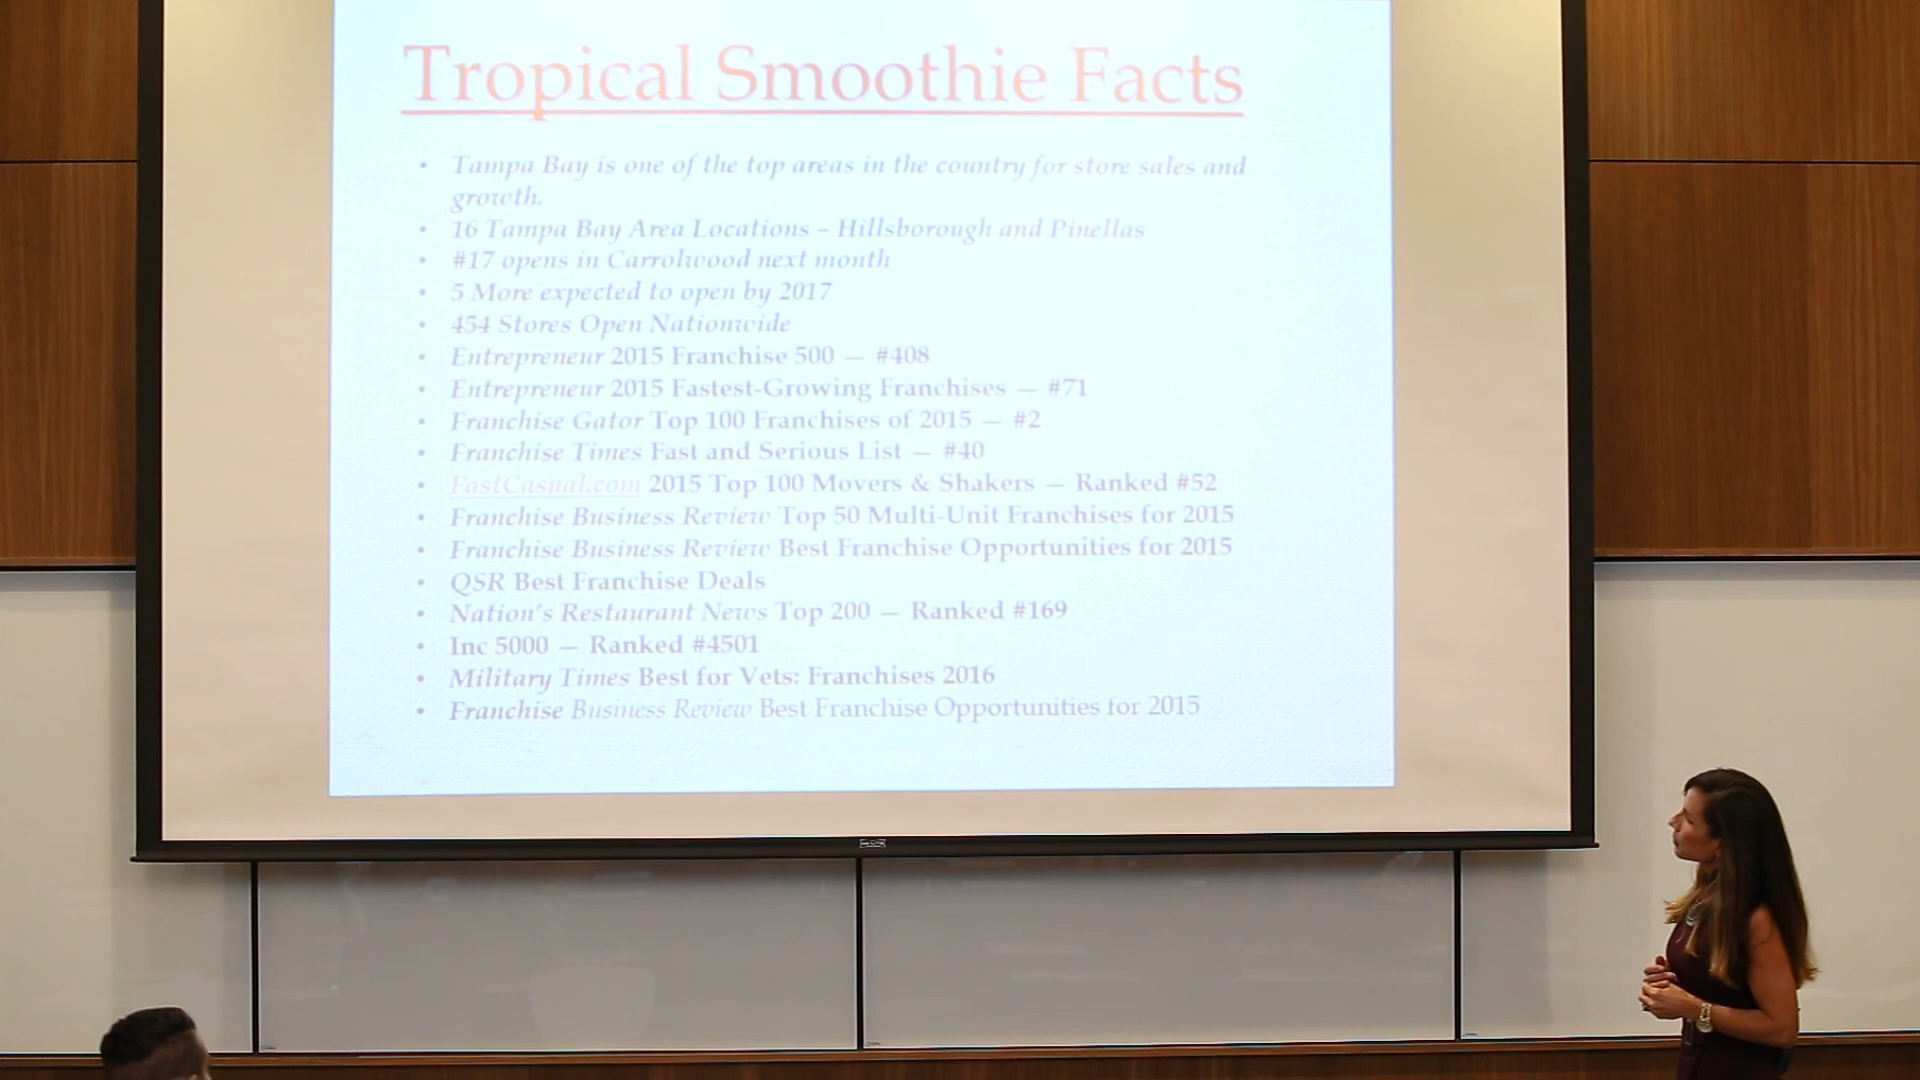 Tropical Smoothie Facts
• Tampa Bay is one of the top areas in the country for store sales and
growth.
• 16 Tampa Bay Area Locations – Hillsborough and Pinellas
• #17 opens in Carrolwood next month
• 5 More expected to open by 2017
• 454 Stores Open Nationwide
• Entrepreneur 2015 Franchise 500 — #408
• Entrepreneur 2015 Fastest-Growing Franchises — #71
• Franchise Gator Top 100 Franchises of 2015 — #2
• Franchise Times Fast and Serious List — #40
• FastCasual.com 2015 Top 100 Movers & Shakers — Ranked #52
• Franchise Business Review Top 50 Multi-Unit Franchises for 2015
• Franchise Business Review Best Franchise Opportunities for 2015
• QSR Best Franchise Deals
• Nation's Restaurant News Top 200 — Ranked #169
• Inc 5000 — Ranked #4501
• Military Times Best for Vets: Franchises 2016
• Franchise Business Review Best Franchise Opportunities for 2015